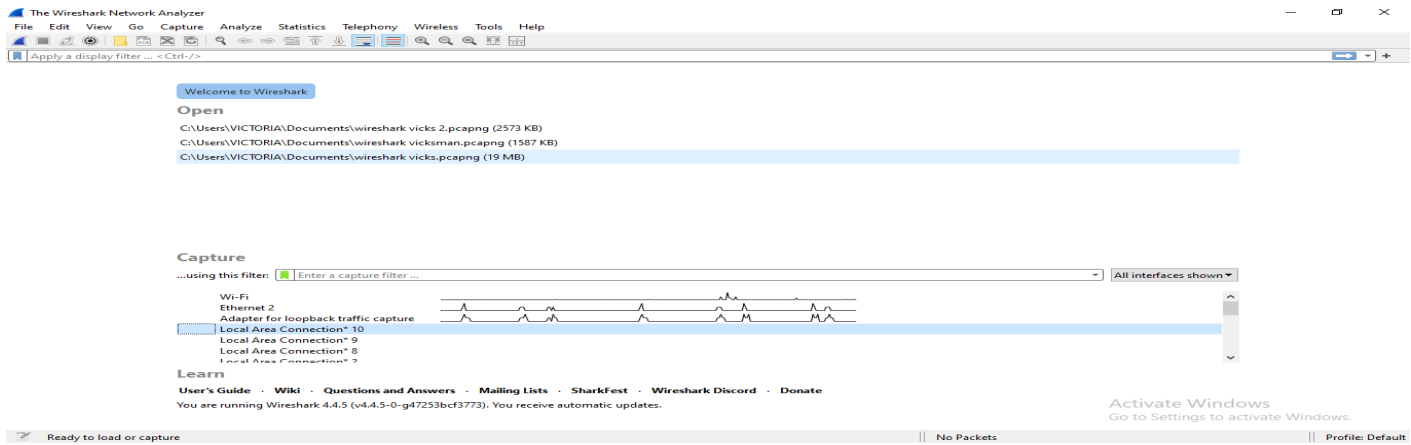 The Wireshark Network Analyzer
File Edit View Go Capture Analyze Statistics Telephony Wireless Tools Help
Apply a display filter ... <Ctrl-/>
Welcome to Wireshark
Open
C:\Users\VICTORIA\Documents\wireshark vicks 2.pcapng (2573 KB)
C:\Users\VICTORIA\Documents\wireshark vicksman.pcapng (1587 KB)
C:\Users\VICTORIA\Documents\wireshark vicks.pcapng (19 MB)
Capture
...using this filter: Enter a capture filter ... All interfaces shown
Wi-Fi
Ethernet 2
Adapter for loopback traffic capture
Local Area Connection* 10
Local Area Connection* 9
Local Area Connection* 8
Local Area Connection*
Learn
User's Guide · Wiki · Questions and Answers · Mailing Lists · SharkFest · Wireshark Discord · Donate
You are running Wireshark 4.4.5 (v4.4.5-0-g47253bcf3773). You receive automatic updates.
Activate Windows
Go to Settings to activate Windows.
Ready to load or capture No Packets Profile: Default